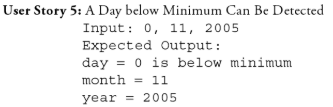 User Story 5: A Day below Minimum Can Be Detected
Input: 0, 11, 2005
Expected Output:
day = 0 is below minimum
month = 11
year = 2005